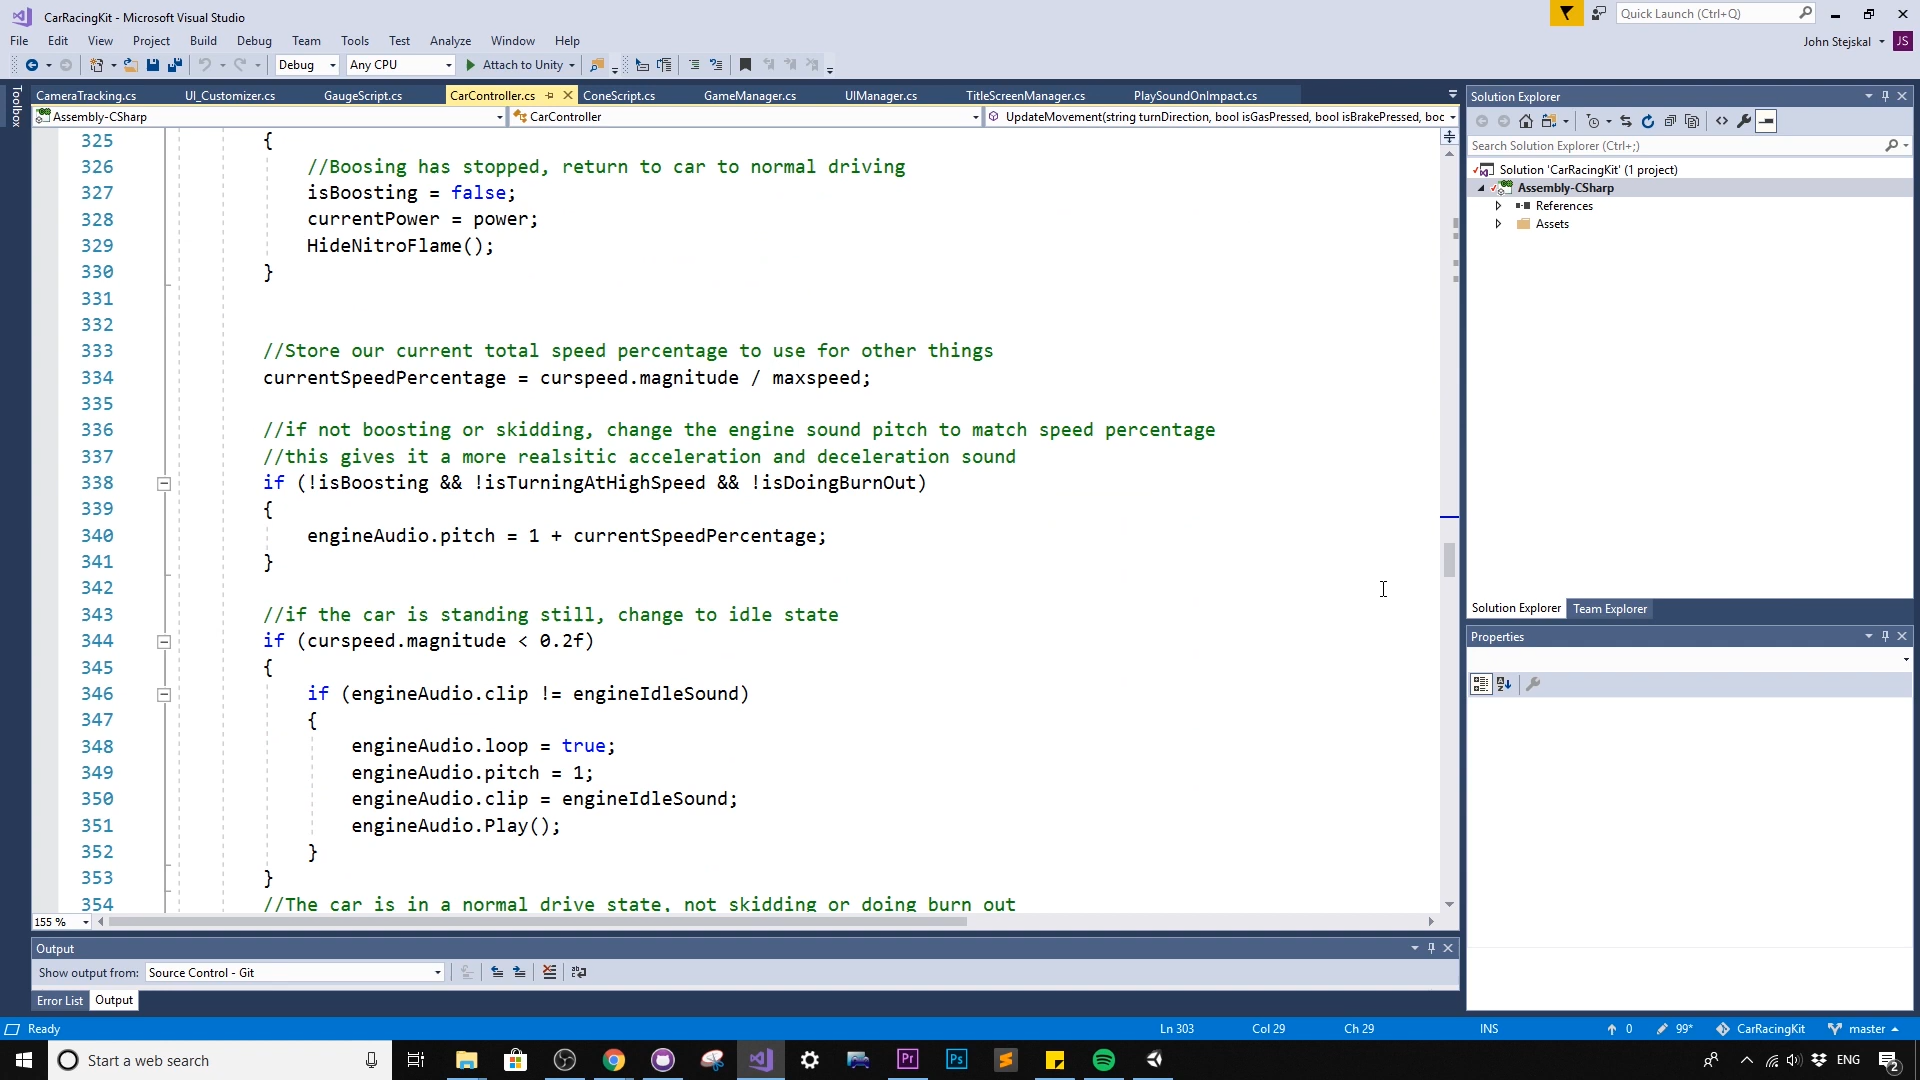 CarRacingKit - Microsoft Visual Studio
Quick Launch (Ctrl+Q)
File Edit View Project Build Debug Team Tools Test Analyze Window Help
John Stejskal JS
Debug Any CPU Attach to Unity
Toolbox
CameraTracking.cs UI_Customizer.cs GaugeScript.cs CarController.cs ConeScript.cs GameManager.cs UIManager.cs TitleScreenManager.cs PlaySoundOnImpact.cs
Assembly-CSharp CarController UpdateMovement(string turnDirection, bool isGasPressed, bool isBrakePressed, boc
325 {
326 //Boosing has stopped, return to car to normal driving
327 isBoosting = false;
328 currentPower = power;
329 HideNitroFlame();
330 }
331
332
333 //Store our current total speed percentage to use for other things
334 currentSpeedPercentage = curspeed.magnitude / maxspeed;
335
336 //if not boosting or skidding, change the engine sound pitch to match speed percentage
337 //this gives it a more realsitic acceleration and deceleration sound
338 if (!isBoosting && !isTurningAtHighSpeed && !isDoingBurnOut)
339 {
340 engineAudio.pitch = 1 + currentSpeedPercentage;
341 }
342
343 //if the car is standing still, change to idle state
344 if (curspeed.magnitude < 0.2f)
345 {
346 if (engineAudio.clip != engineIdleSound)
347 {
348 engineAudio.loop = true;
349 engineAudio.pitch = 1;
350 engineAudio.clip = engineIdleSound;
351 engineAudio.Play();
352 }
353 }
354 //The car is in a normal drive state, not skidding or doing burn out
155 %
Solution Explorer
Search Solution Explorer (Ctrl+;)
Solution 'CarRacingKit' (1 project)
Assembly-CSharp
References
Assets
Solution Explorer Team Explorer
Properties
Output
Show output from: Source Control - Git
Error List Output
Ready Ln 303 Col 29 Ch 29 INS 0 99* CarRacingKit master
Start a web search
Pr Ps
ENG 2